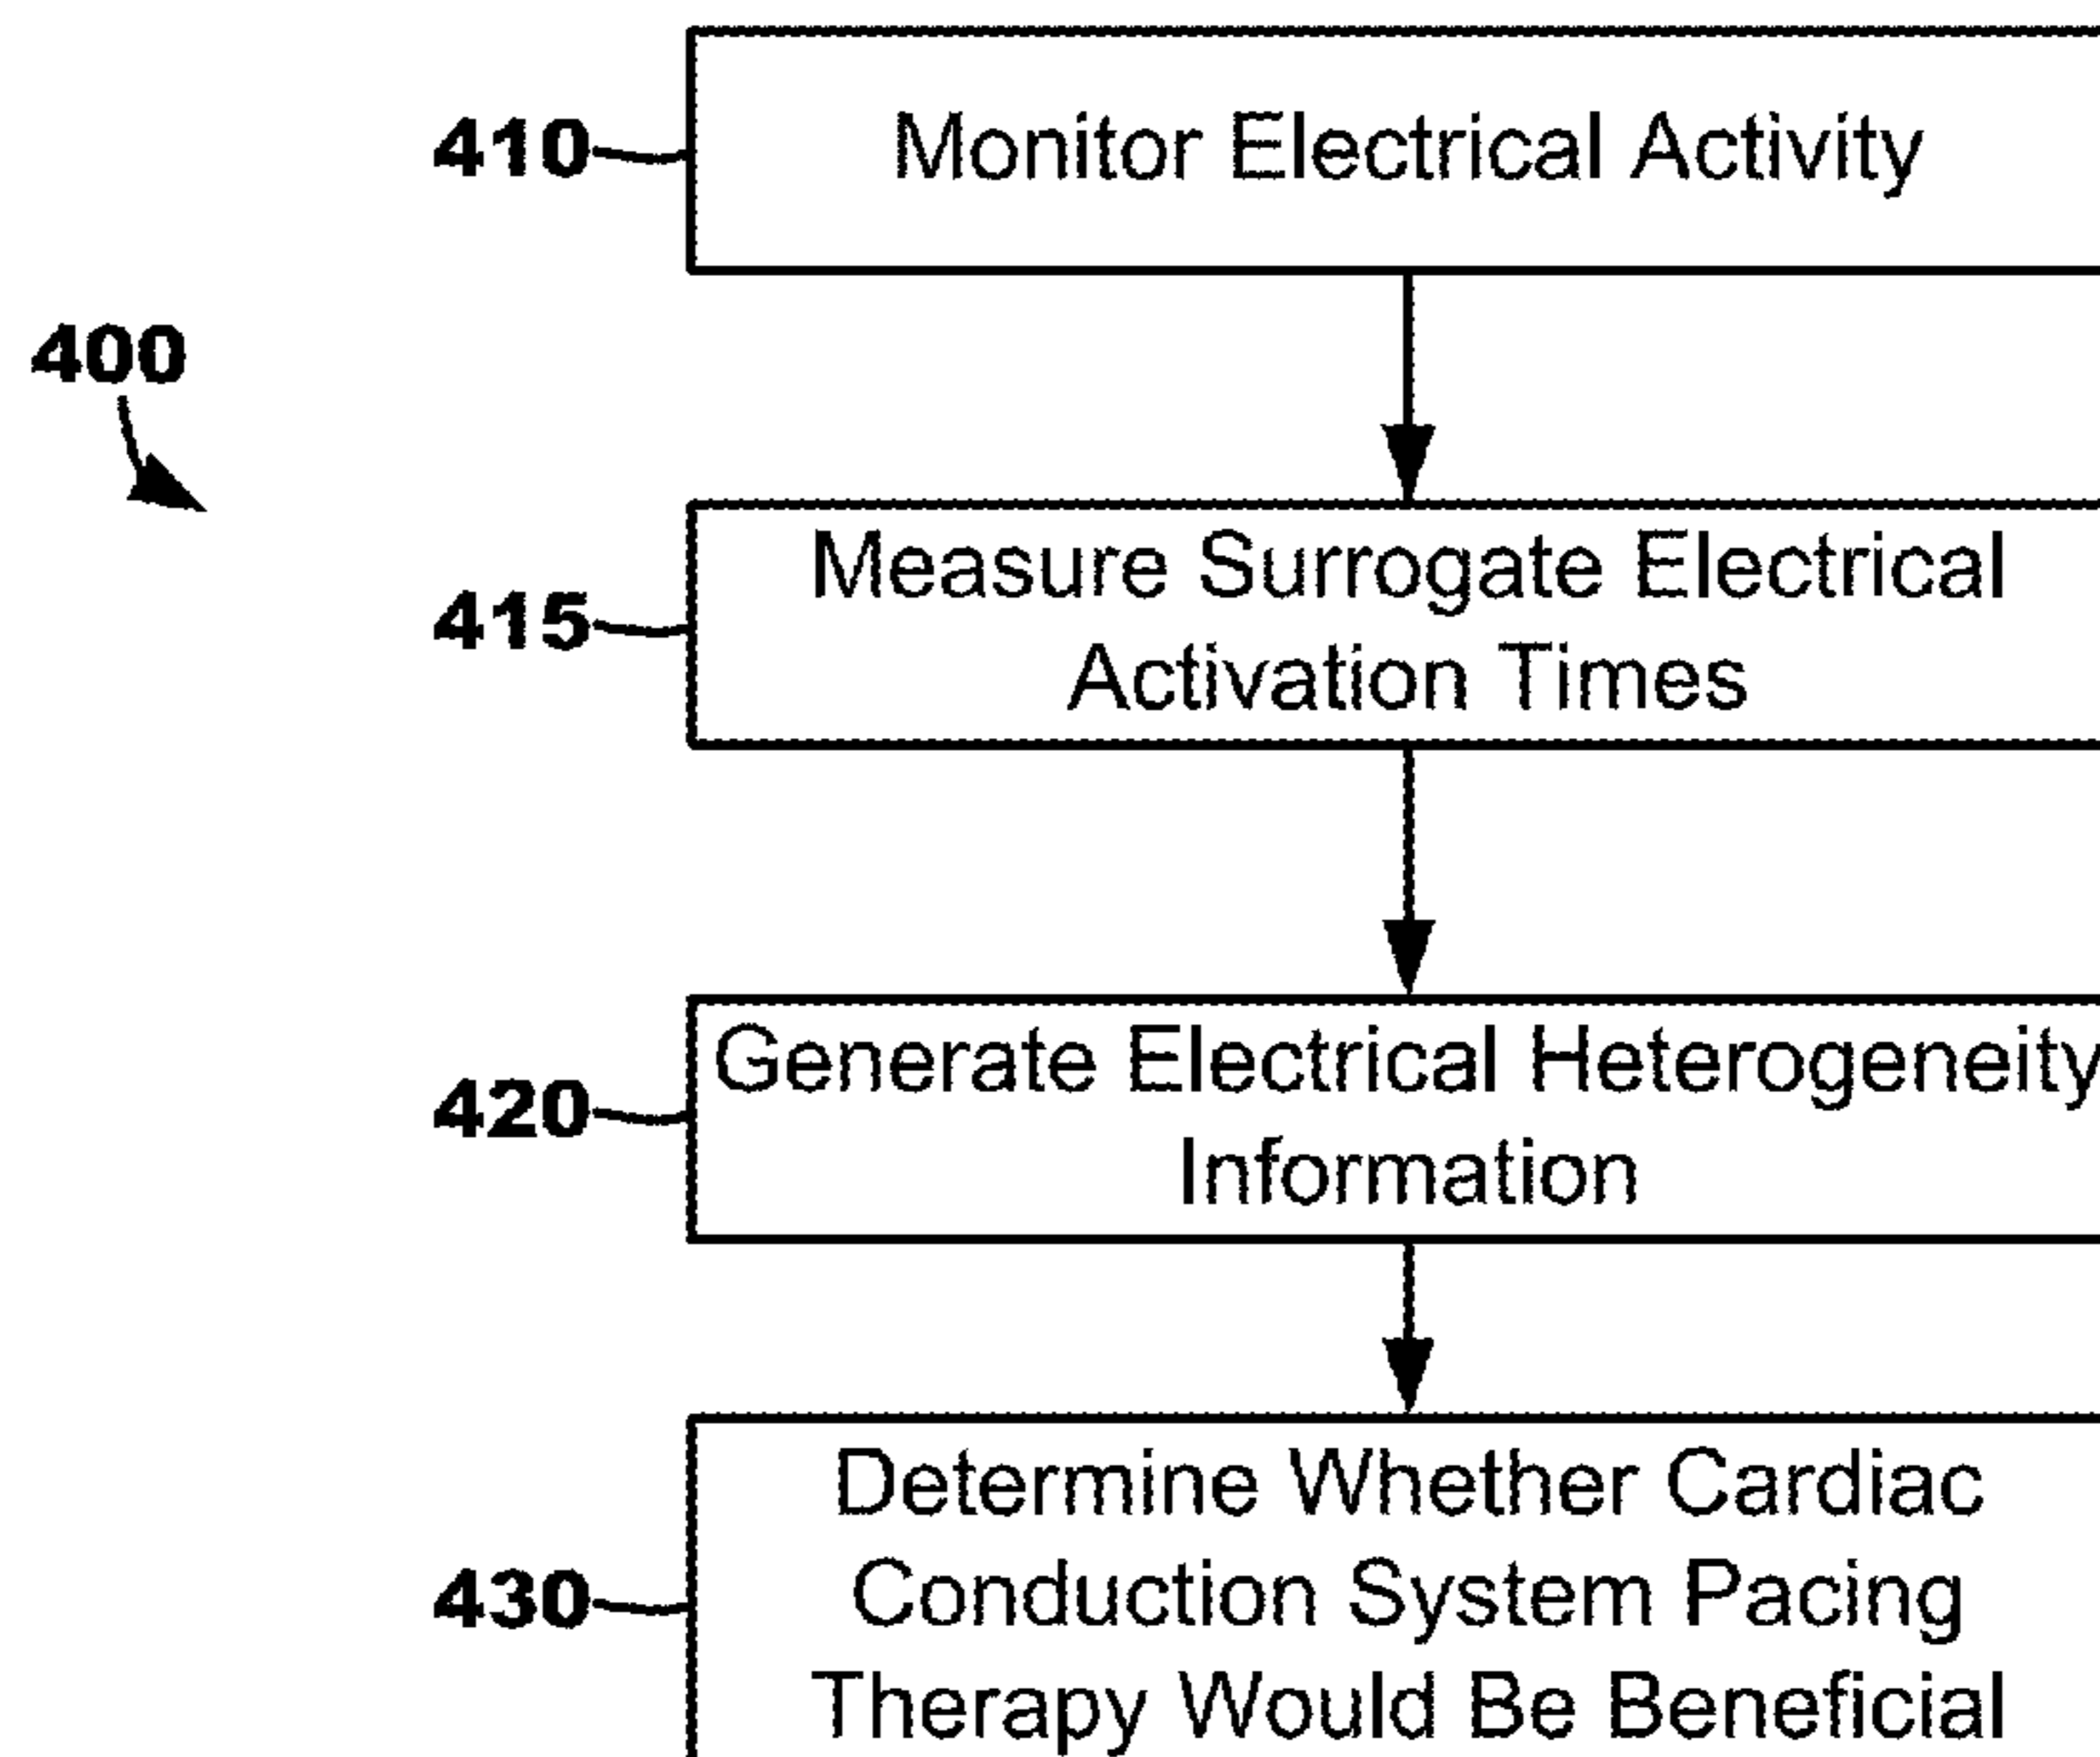 410
Monitor Electrical Activity
400
415
Measure Surrogate Electrical
Activation Times
420
Generate Electrical Heterogeneity
Information
430
Determine Whether Cardiac
Conduction System Pacing
Therapy Would Be Beneficial